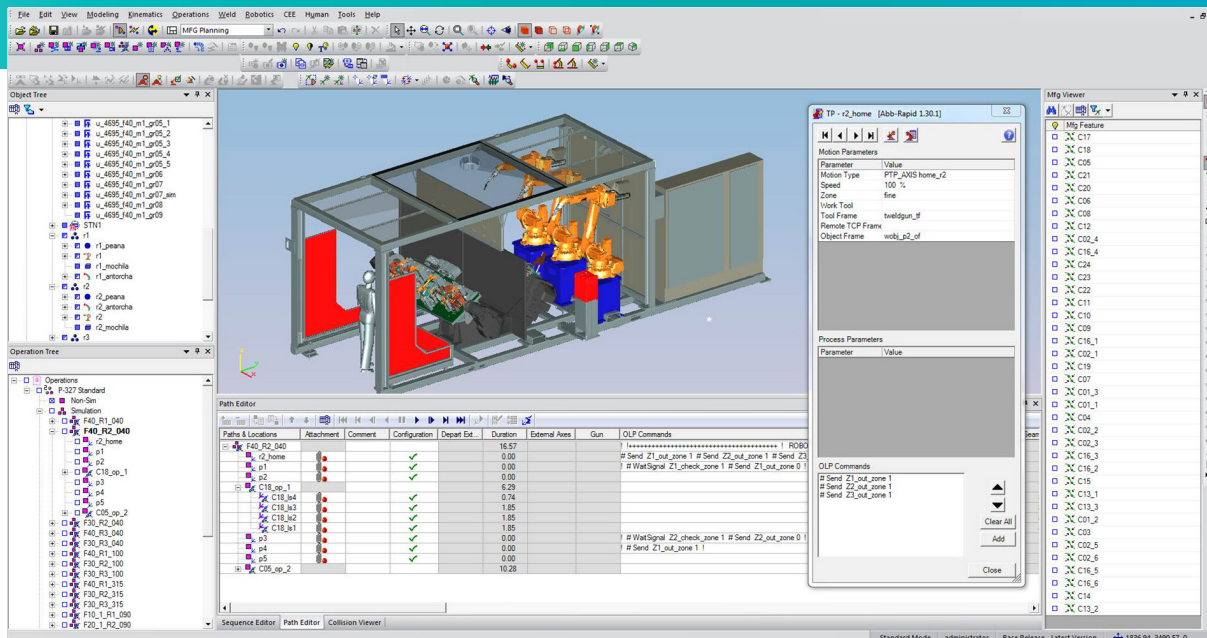 File Edit View Modeling Kinematics Operations Weld Robotics CEE Human Tools Help
MFG Planning
Object Tree
u_4695_f40_m1_gr05_1
u_4695_f40_m1_gr05_2
u_4695_f40_m1_gr05_3
u_4695_f40_m1_gr05_4
u_4695_f40_m1_gr05_5
u_4695_f40_m1_gr06
u_4695_f40_m1_gr07
u_4695_f40_m1_gr07_sim
u_4695_f40_m1_gr08
u_4695_f40_m1_gr09
STN1
r1
r1_peana
r1
r1_mochila
r1_antorcha
r2
r2_peana
r2_antorcha
r2
r2_mochila
r3
Operation Tree
Operations
P-327 Standard
Non-Sim
Simulation
F40_R1_040
F40_R2_040
r2_home
p1
p2
C18_op_1
p3
p4
p5
C05_op_2
F30_R2_040
F40_R3_040
F30_R3_040
F40_R1_100
F30_R2_100
F30_R3_100
F40_R1_315
F30_R2_315
F30_R3_315
F10_1_R1_090
F20_1_R2_090
Path Editor
Paths & Locations Attachment Comment Configuration Depart Ext... Duration External Axes Gun OLP Commands
F40_R2_040 16.57 ! !++++++++++++++++++++++++++++++++++++ ! ROBO
r2_home 0.00 # Send Z1_out_zone 1 # Send Z2_out_zone 1 # Send Z3_
p1 0.00 ! # WaitSignal Z1_check_zone 1 # Send Z1_out_zone 0 !
p2 0.00
C18_op_1 6.29
C18_ls4 0.74
C18_ls3 1.85
C18_ls2 1.85
C18_ls1 1.85
p3 0.00 ! # WaitSignal Z2_check_zone 1 # Send Z2_out_zone 0 !
p4 0.00 ! # Send Z1_out_zone 1 !
p5 0.00
C05_op_2 10.28
Sequence Editor Path Editor Collision Viewer
TP - r2_home [Abb-Rapid 1.30.1]
Motion Parameters
Parameter Value
Motion Type PTP_AXIS home_r2
Speed 100 %
Zone fine
Work Tool
Tool Frame tweldgun_tf
Remote TCP Frame
Object Frame wobj_p2_of
Process Parameters
Parameter Value
OLP Commands
# Send Z1_out_zone 1
# Send Z2_out_zone 1
# Send Z3_out_zone 1
Clear All
Add
Close
Mfg Viewer
Mfg Feature
C17
C18
C05
C21
C20
C06
C08
C12
C02_4
C16_4
C24
C23
C22
C11
C10
C09
C16_1
C02_1
C19
C07
C01_3
C01_1
C04
C02_2
C02_3
C16_3
C16_2
C15
C13_1
C13_3
C01_2
C03
C02_5
C02_6
C16_5
C16_6
C14
C13_2
Standard Mode administrator Base Release Latest Version